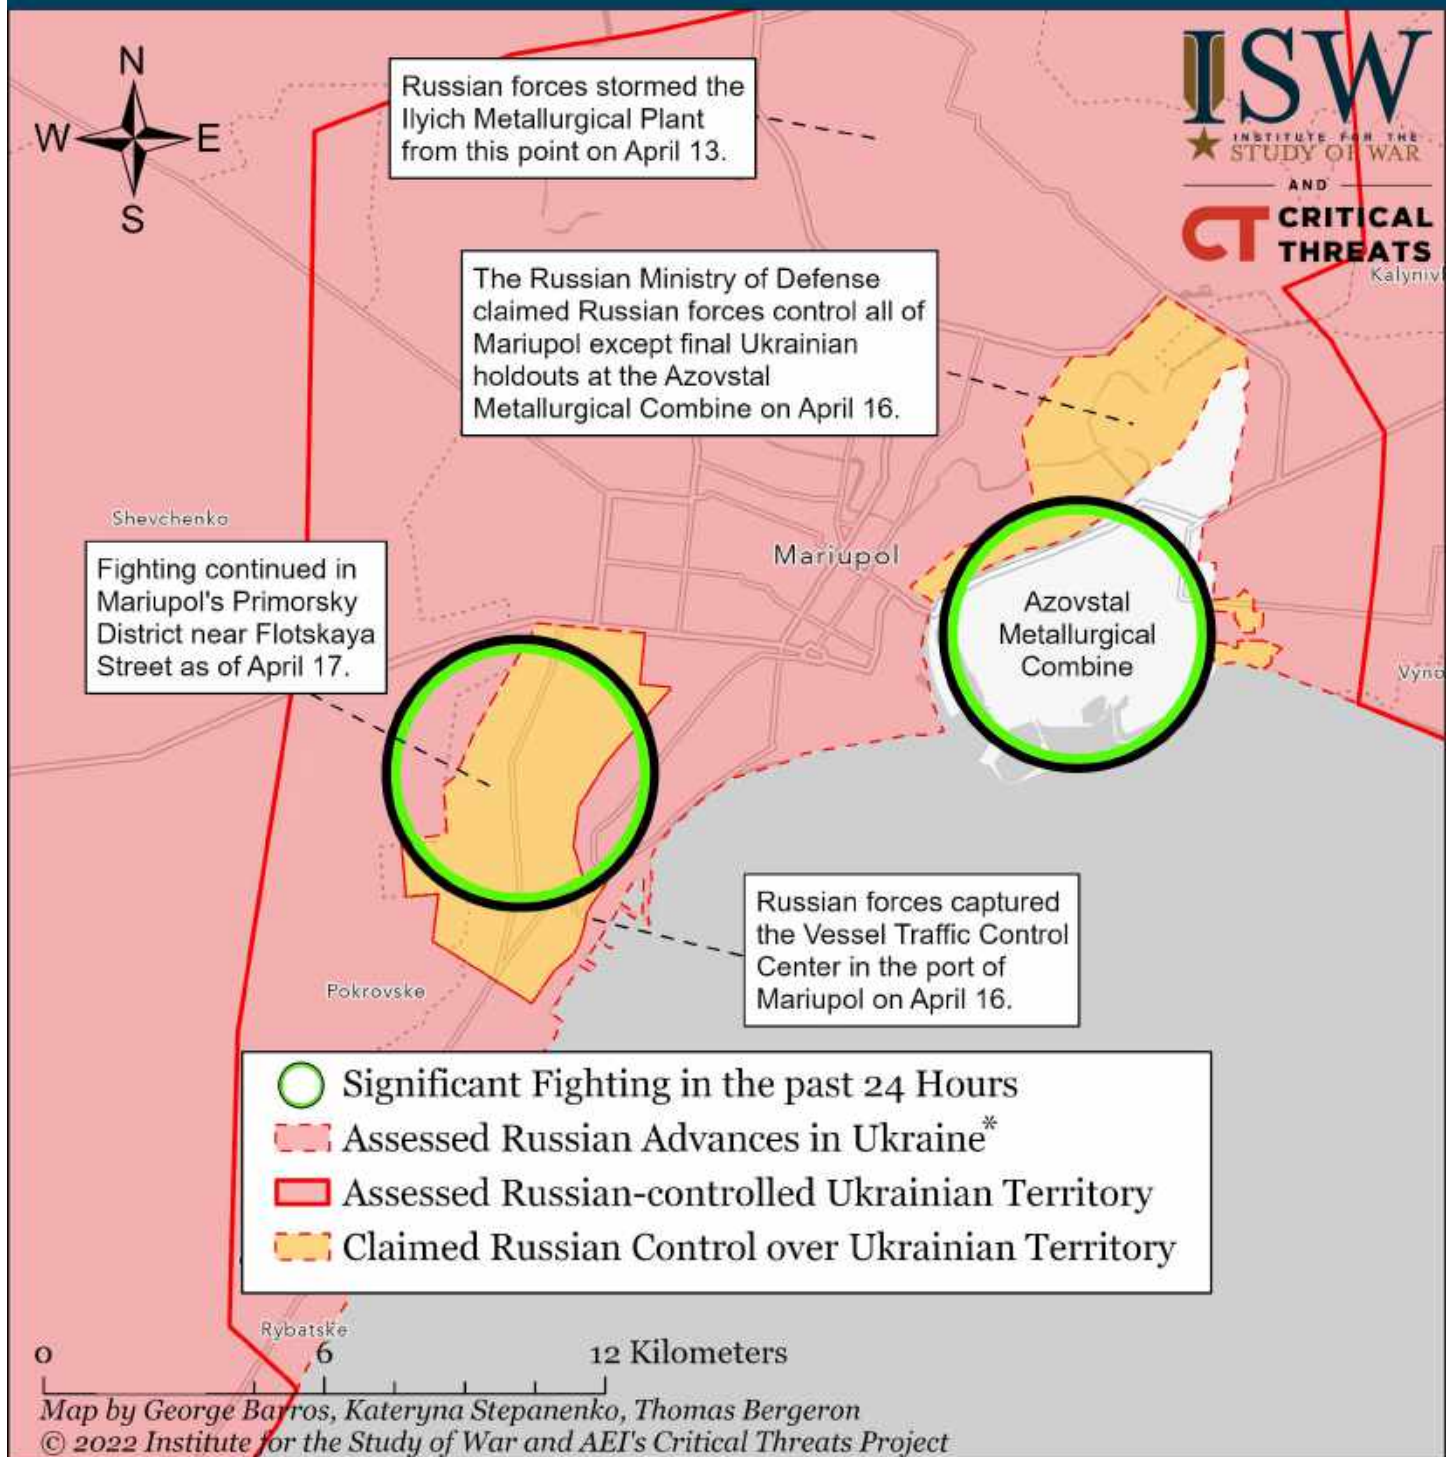 N
W E
S
Russian forces stormed the
Ilyich Metallurgical Plant
from this point on April 13.
ISW
INSTITUTE FOR THE
STUDY OF WAR
AND
CT CRITICAL
THREATS
The Russian Ministry of Defense
claimed Russian forces control all of
Mariupol except final Ukrainian
holdouts at the Azovstal
Metallurgical Combine on April 16.
Shevchenko
Fighting continued in
Mariupol's Primorsky
District near Flotskaya
Street as of April 17.
Mariupol
Azovstal
Metallurgical
Combine
Russian forces captured
the Vessel Traffic Control
Center in the port of
Mariupol on April 16.
Pokrovske
Significant Fighting in the past 24 Hours
Assessed Russian Advances in Ukraine*
Assessed Russian-controlled Ukrainian Territory
Claimed Russian Control over Ukrainian Territory
Rybatske
0 6 12 Kilometers
Map by George Barros, Kateryna Stepanenko, Thomas Bergeron
© 2022 Institute for the Study of War and AEI's Critical Threats Project